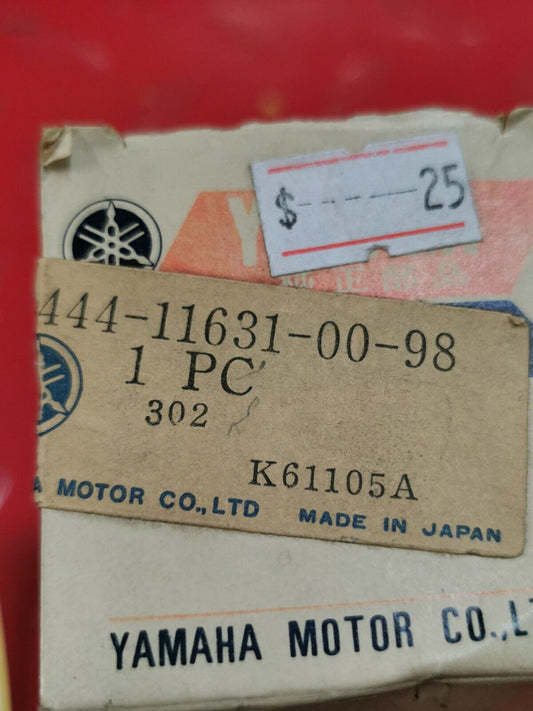 $-----25
444-11631-00-98
1 PC
302
K61105A
A MOTOR CO.,LTD MADE IN JAPAN
YAMAHA MOTOR CO.,L